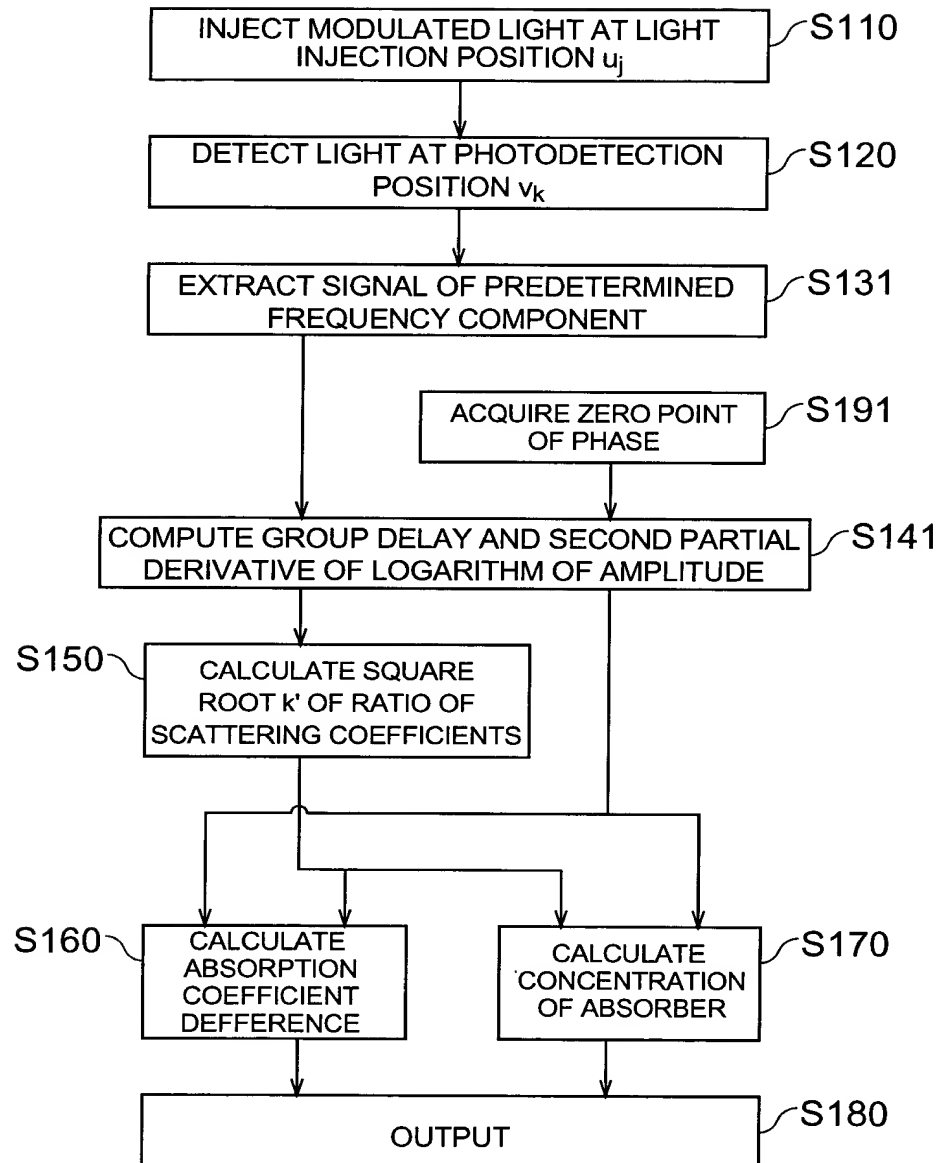 INJECT MODULATED LIGHT AT LIGHT
INJECTION POSITION uj
S110
DETECT LIGHT AT PHOTODETECTION
POSITION vk
S120
EXTRACT SIGNAL OF PREDETERMINED
FREQUENCY COMPONENT
S131
ACQUIRE ZERO POINT
OF PHASE
S191
COMPUTE GROUP DELAY AND SECOND PARTIAL
DERIVATIVE OF LOGARITHM OF AMPLITUDE
S141
S150
CALCULATE SQUARE
ROOT k' OF RATIO OF
SCATTERING COEFFICIENTS
S160
CALCULATE
ABSORPTION
COEFFICIENT
DEFFERENCE
CALCULATE
CONCENTRATION
OF ABSORBER
S170
OUTPUT
S180